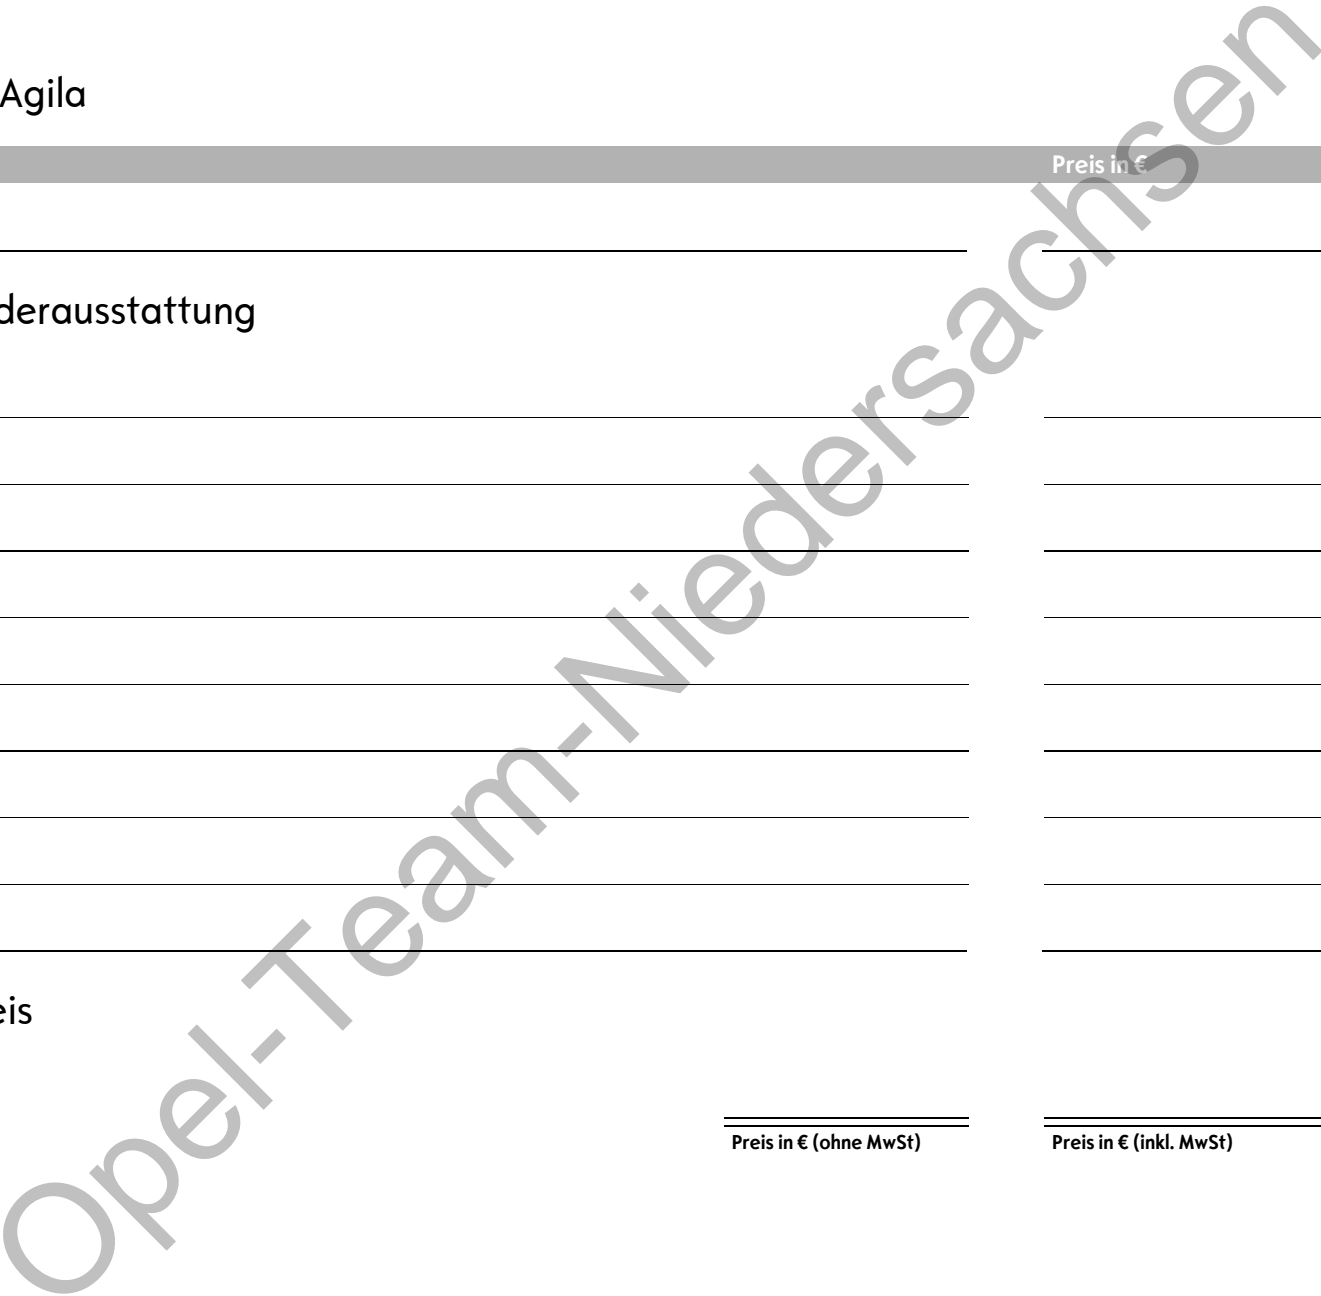 Agila
Preis in €
derausstattung
eis
Preis in € (ohne MwSt) Preis in € (inkl. MwSt)
Opel-Team-Niedersachsen